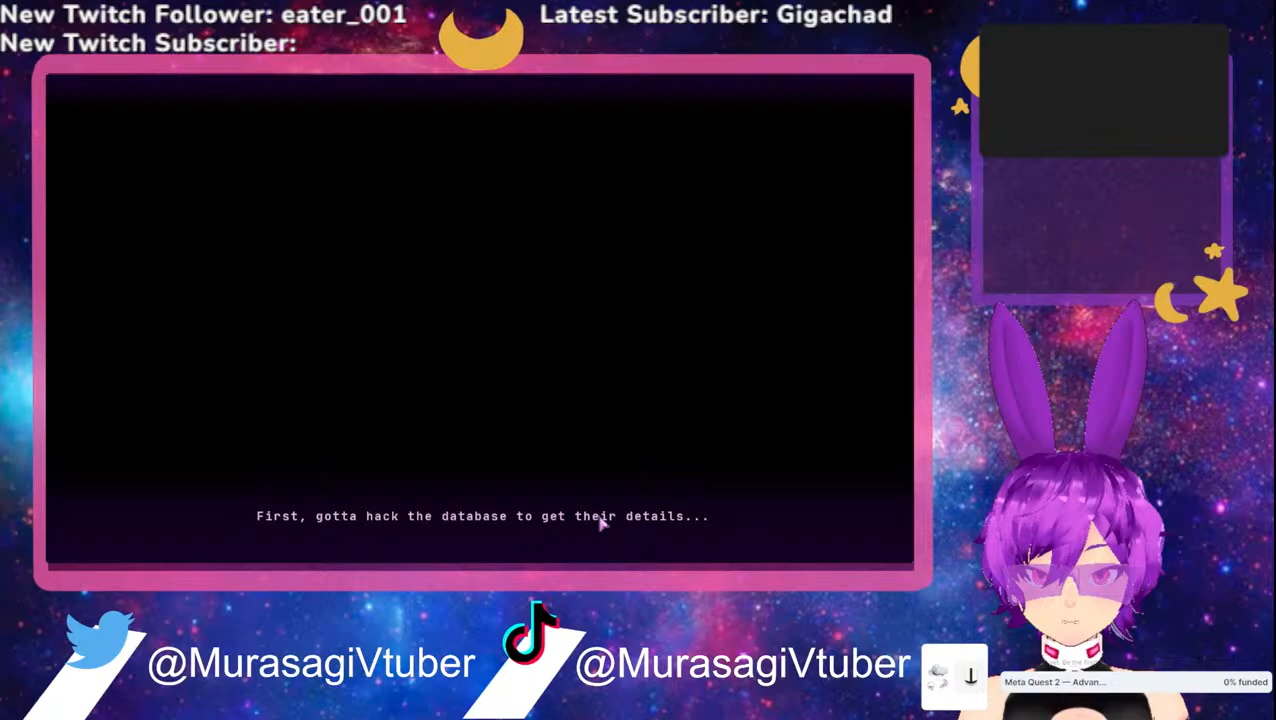 New Twitch Follower: eater_001
Latest Subscriber: Gigachad
New Twitch Subscriber:
First, gotta hack the database to get their details...
@MurasagiVtuber
@MurasagiVtuber
Meta Quest 2 — Advan...
0% funded